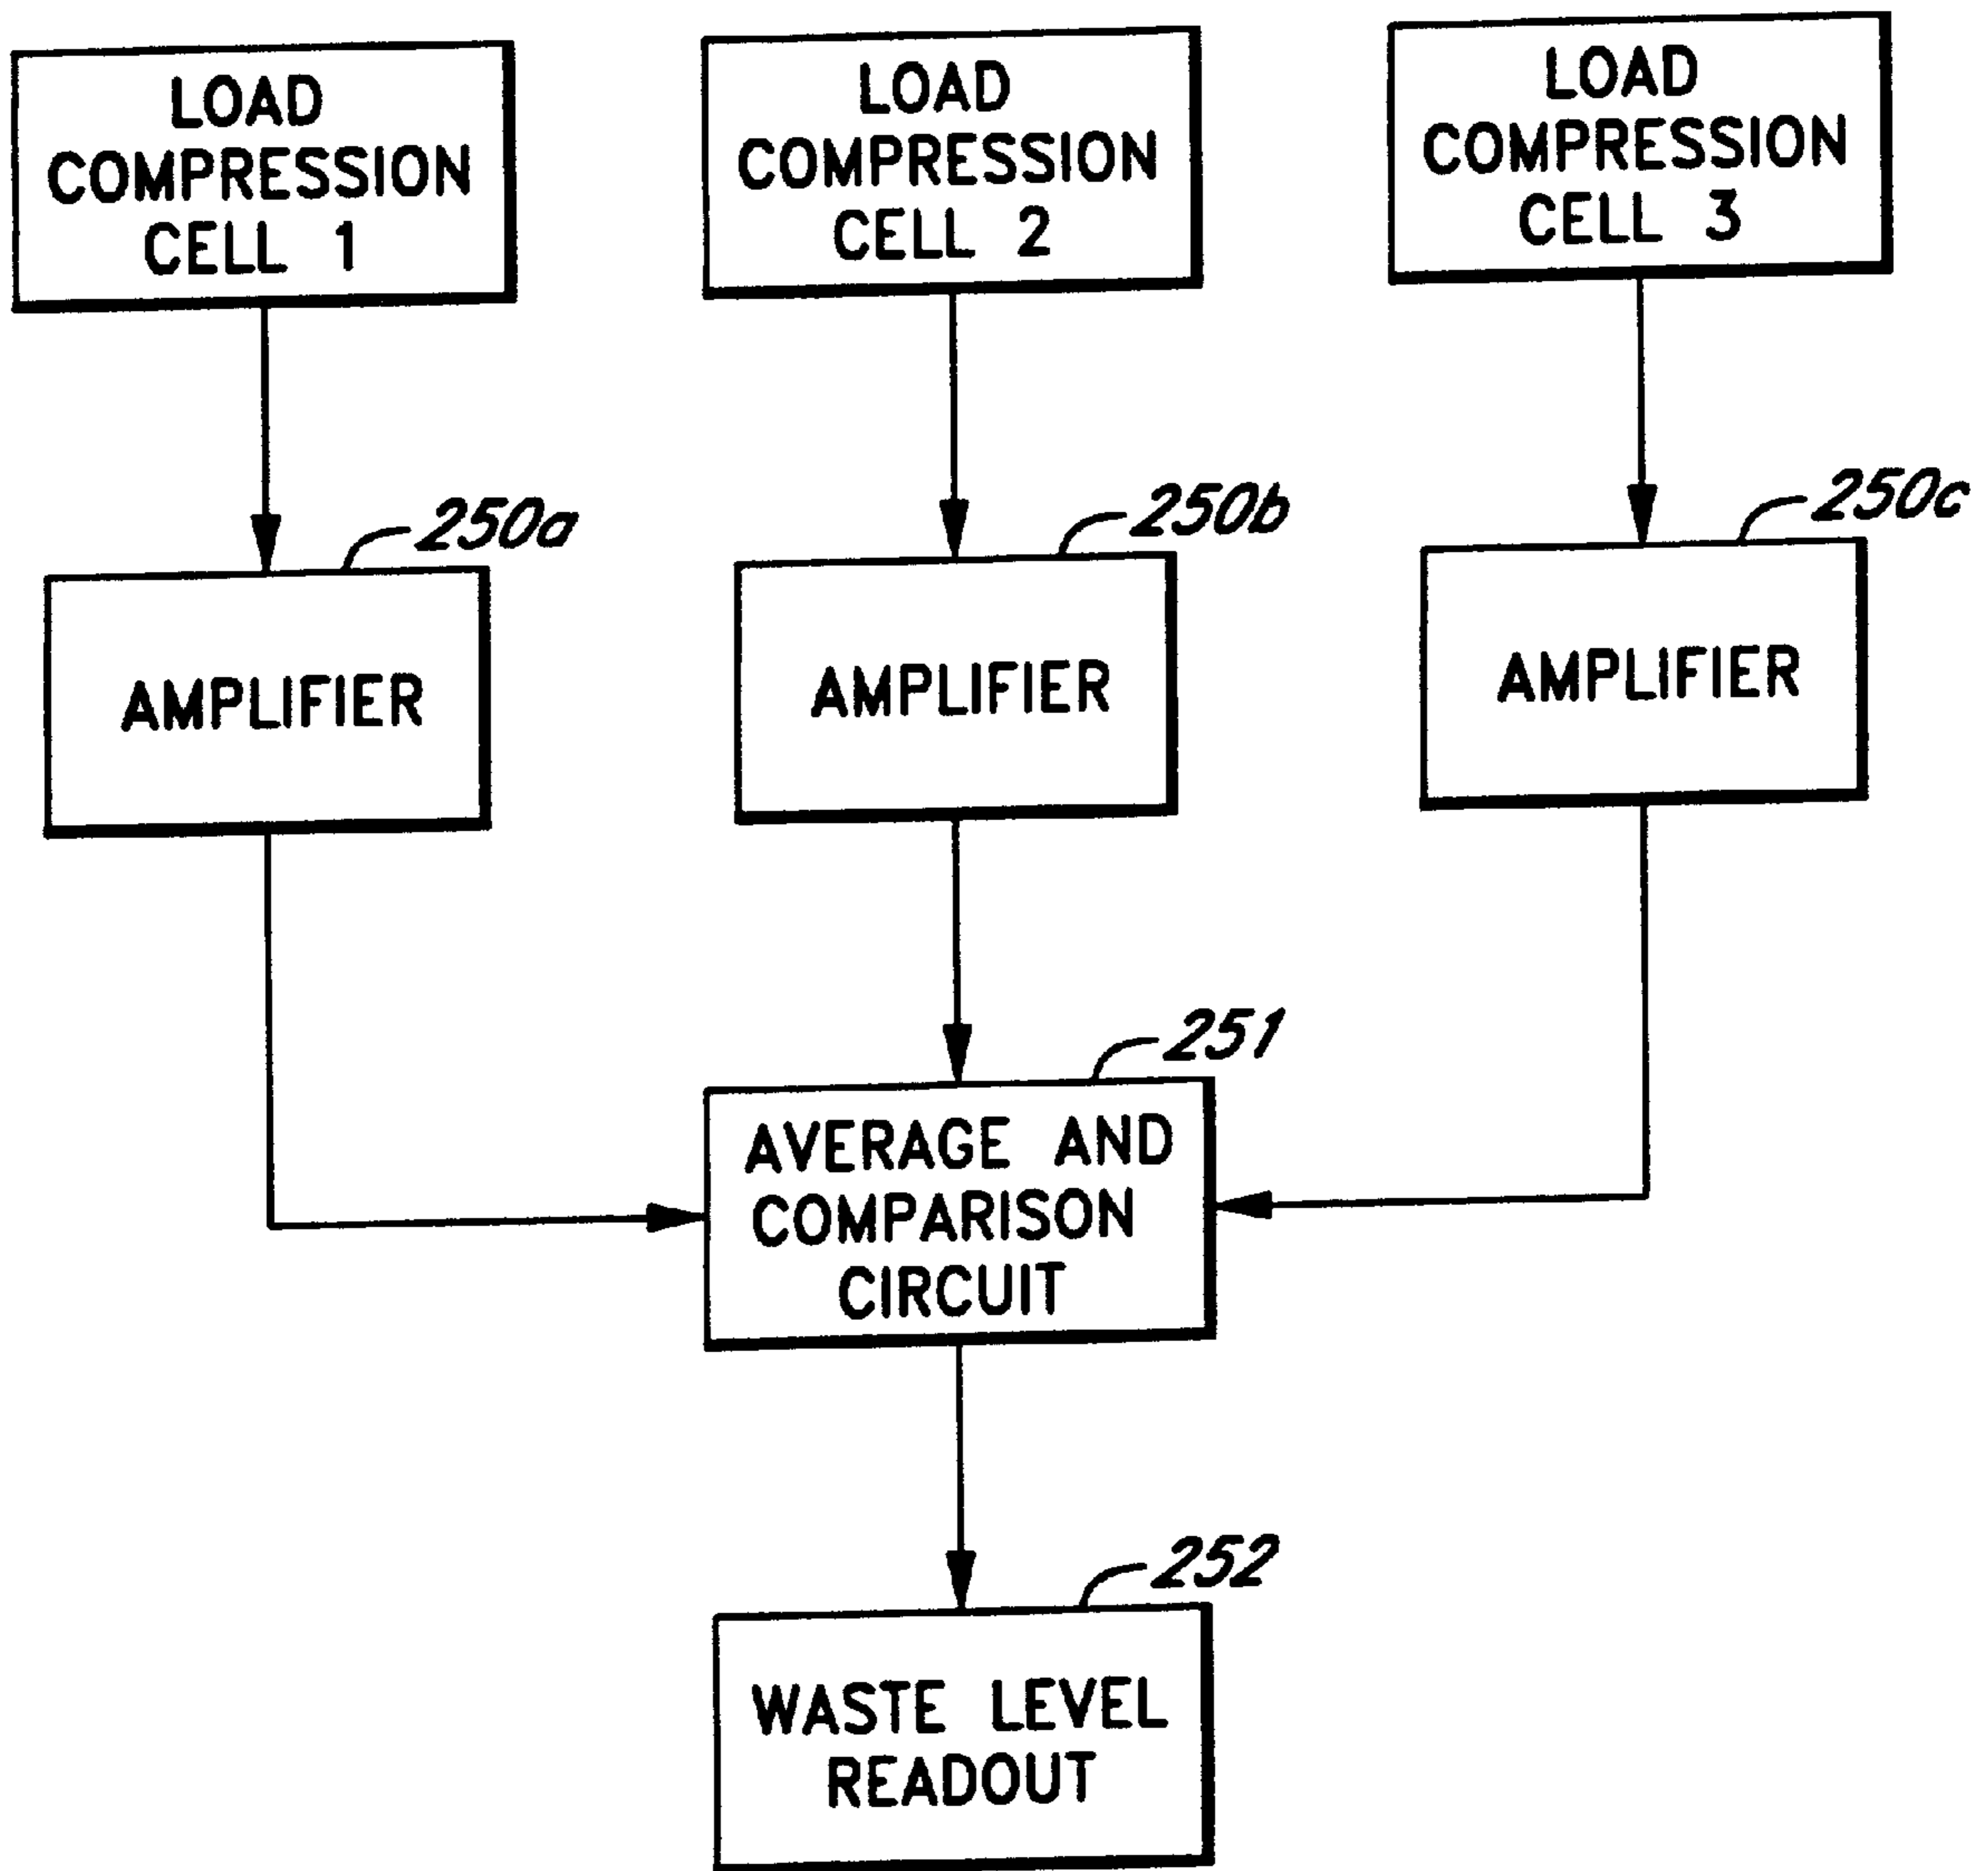 LOAD
COMPRESSION
CELL 1
LOAD
COMPRESSION
CELL 2
LOAD
COMPRESSION
CELL 3
250a
AMPLIFIER
250b
AMPLIFIER
250c
AMPLIFIER
251
AVERAGE AND
COMPARISON
CIRCUIT
252
WASTE LEVEL
READOUT